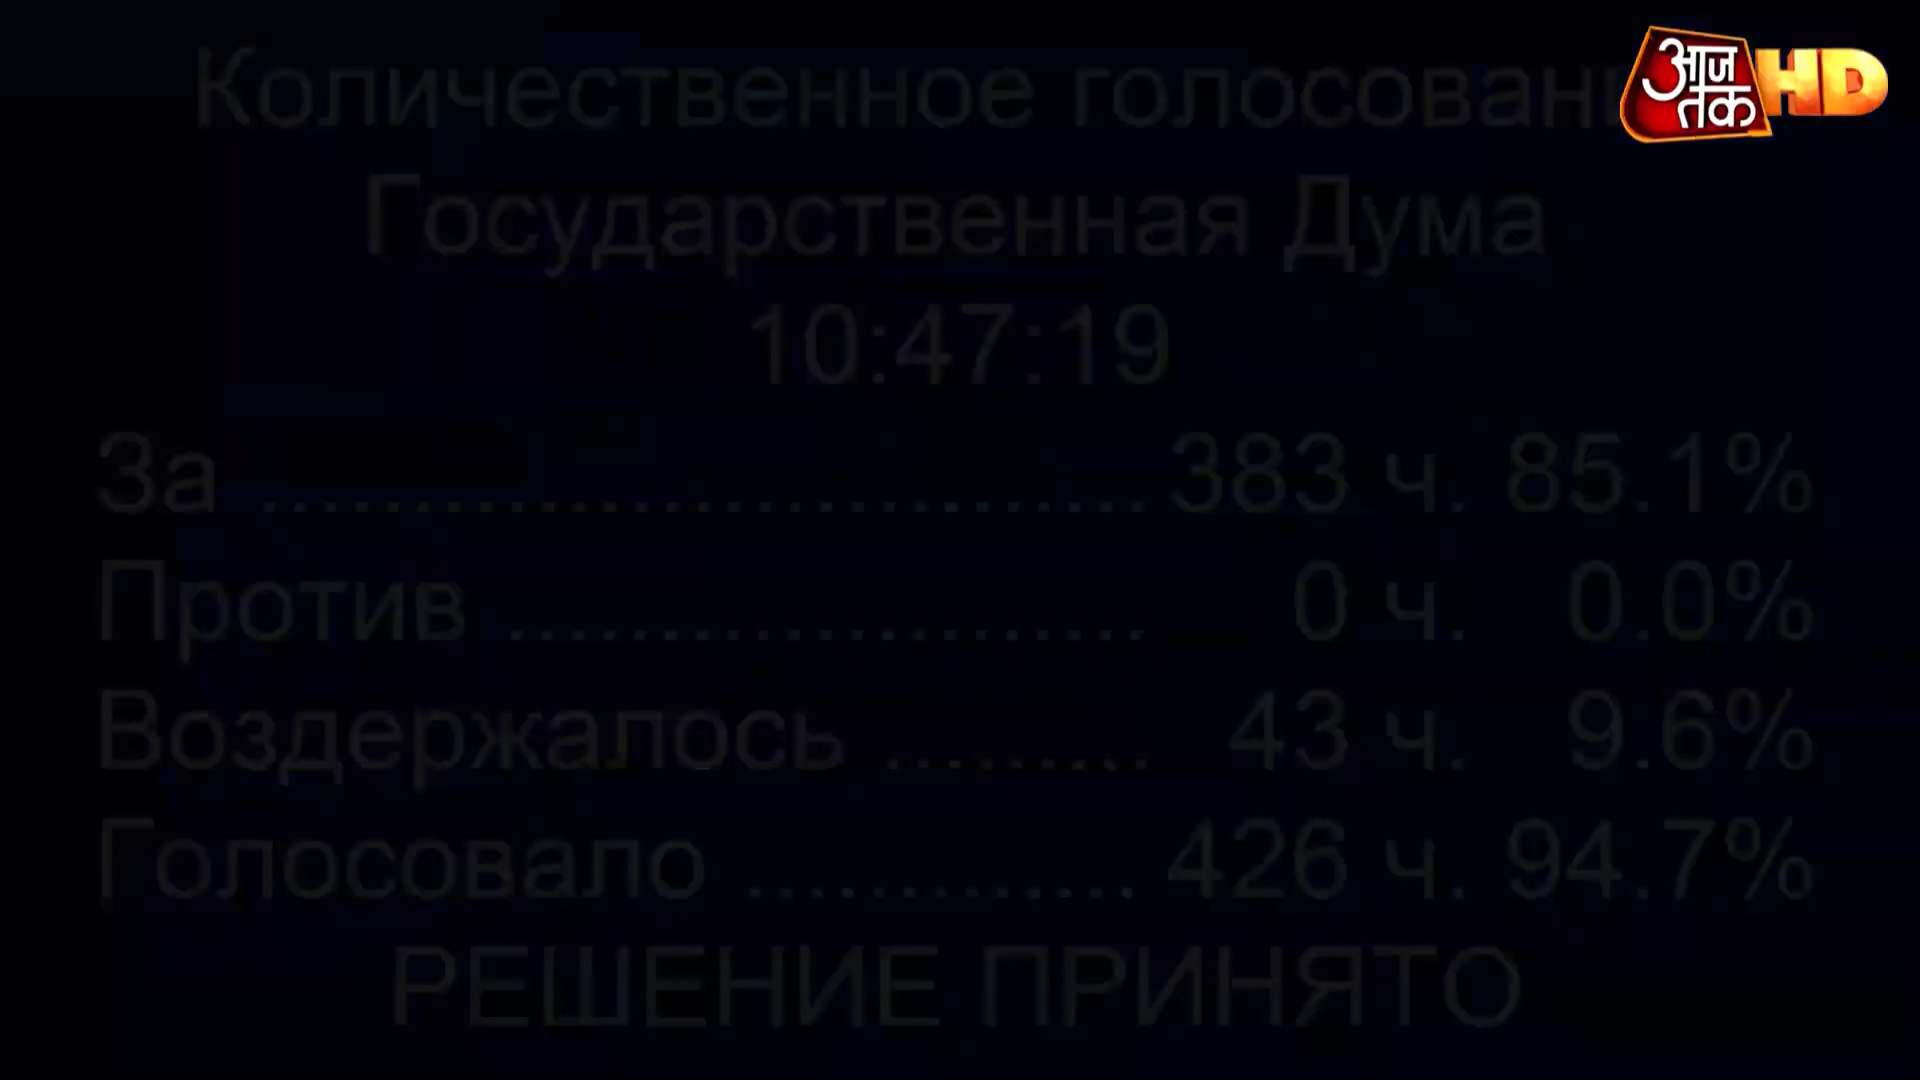 Количественное голосовани
Государственная Дума
10:47:19
За ............................. 383 ч. 85.1%
Против ..................... 0 ч. 0.0%
Воздержалось ......... 43 ч. 9.6%
Голосовало ............. 426 ч. 94.7%
РЕШЕНИЕ ПРИНЯТО
आज तक HD